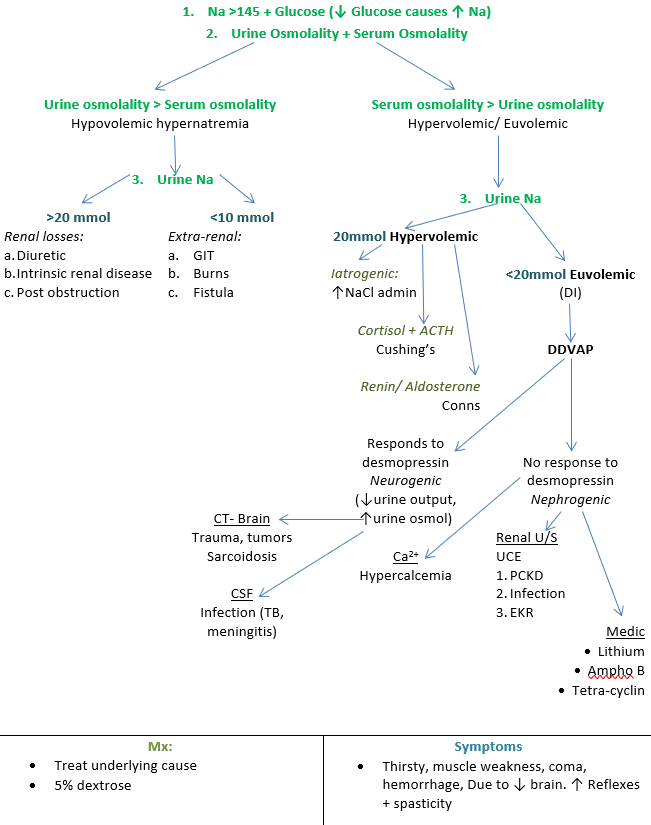 1. Na >145 + Glucose (↓ Glucose causes ↑ Na)
2. Urine Osmolality + Serum Osmolality
Urine osmolality > Serum osmolality
Hypovolemic hypernatremia
3. Urine Na
>20 mmol
Renal losses:
a. Diuretic
b. Intrinsic renal disease
c. Post obstruction
<10 mmol
Extra-renal:
a. GIT
b. Burns
c. Fistula
Serum osmolality > Urine osmolality
Hypervolemic/ Euvolemic
3. Urine Na
20mmol Hypervolemic
Iatrogenic:
↑NaCl admin
Cortisol + ACTH
Cushing's
Renin/ Aldosterone
Conns
<20mmol Euvolemic
(DI)
DDVAP
Responds to
desmopressin
Neurogenic
(↓urine output,
↑urine osmol)
CT- Brain
Trauma, tumors
Sarcoidosis
CSF
Infection (TB,
meningitis)
No response to
desmopressin
Nephrogenic
Ca²⁺
Hypercalcemia
Renal U/S
UCE
1. PCKD
2. Infection
3. EKR
Medic
• Lithium
• Ampho B
• Tetra-cyclin
Mx:
• Treat underlying cause
• 5% dextrose
Symptoms
• Thirsty, muscle weakness, coma,
hemorrhage, Due to ↓ brain. ↑ Reflexes
+ spasticity